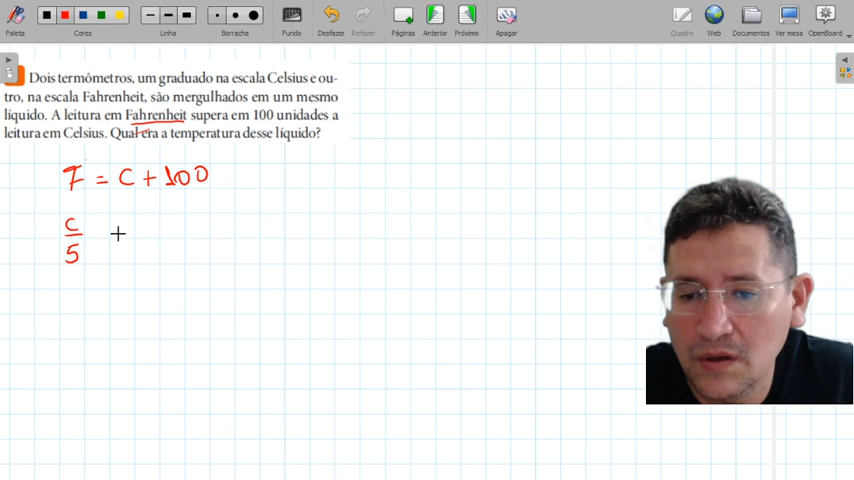 Paleta Cores Linha Borracha Fundo Desfazer Refazer Páginas Anterior Próximo Apagar Quadro Web Documentos Ver mesa OpenBoard
Dois termômetros, um graduado na escala Celsius e ou-
tro, na escala Fahrenheit, são mergulhados em um mesmo
líquido. A leitura em Fahrenheit supera em 100 unidades a
leitura em Celsius. Qual era a temperatura desse líquido?
F = C + 100
C
5